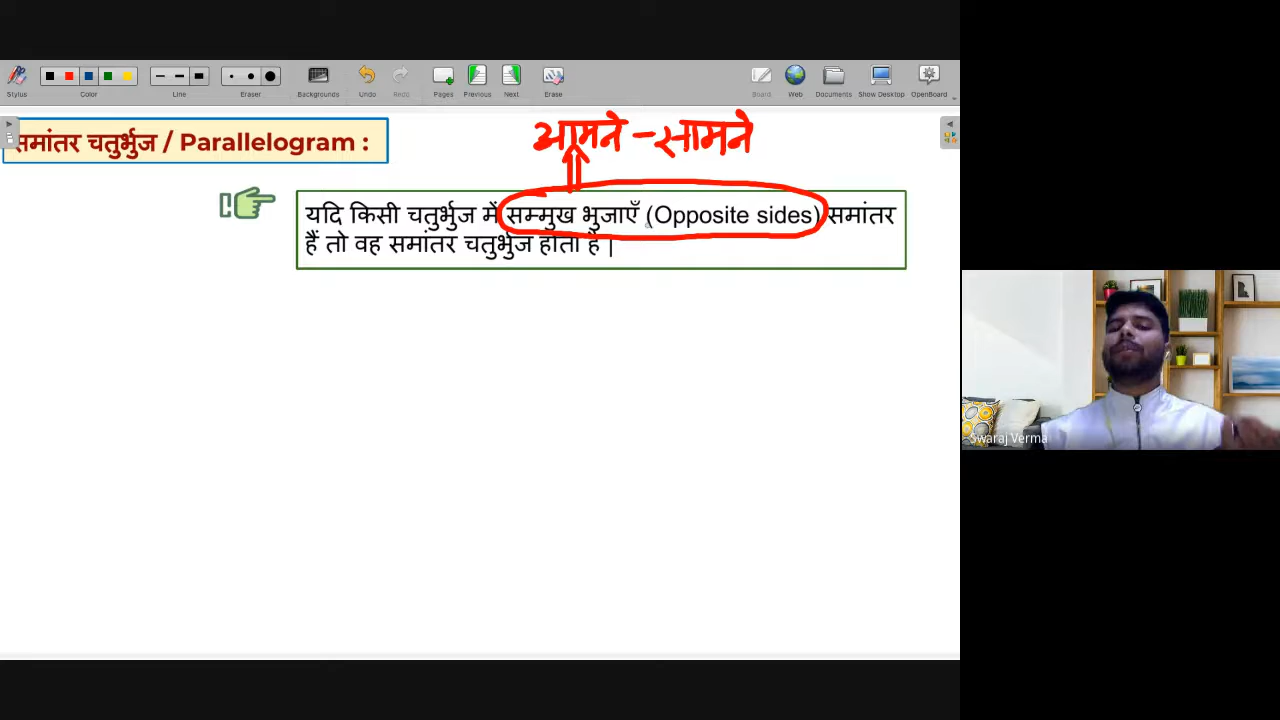 Stylus Color Line Eraser Backgrounds Undo Redo Pages Previous Next Erase Board Web Documents Show Desktop OpenBoard
समांतर चतुर्भुज / Parallelogram :
आमने - सामने
यदि किसी चतुर्भुज में सम्मुख भुजाएँ (Opposite sides) समांतर
हैं तो वह समांतर चतुर्भुज होता है |
Swaraj Verma